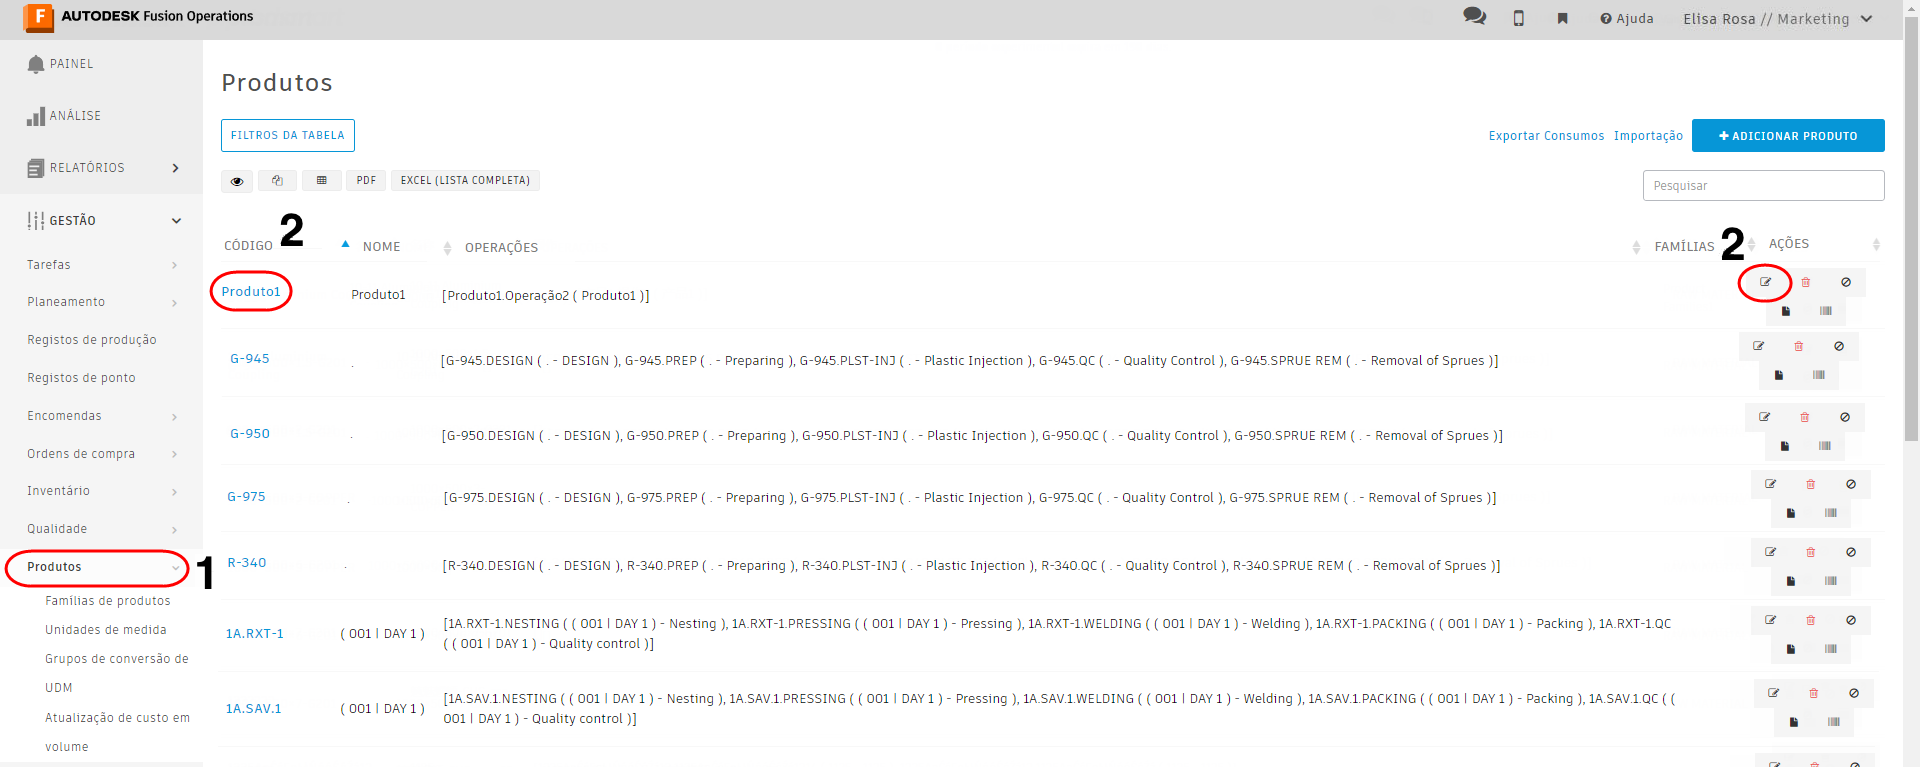 F AUTODESK Fusion Operations
Ajuda
Elisa Rosa // Marketing
PAINEL
ANÁLISE
RELATÓRIOS
GESTÃO
Tarefas
Planeamento
Registos de produção
Registos de ponto
Encomendas
Ordens de compra
Inventário
Qualidade
Produtos 1
Famílias de produtos
Unidades de medida
Grupos de conversão de
UDM
Atualização de custo em
volume
Produtos
FILTROS DA TABELA
Exportar Consumos Importação + ADICIONAR PRODUTO
PDF EXCEL (LISTA COMPLETA)
Pesquisar
CÓDIGO 2 NOME OPERAÇÕES FAMÍLIAS 2 AÇÕES
Produto1 Produto1 [Produto1.Operação2 ( Produto1 )]
G-945 . [G-945.DESIGN ( . - DESIGN ), G-945.PREP ( . - Preparing ), G-945.PLST-INJ ( . - Plastic Injection ), G-945.QC ( . - Quality Control ), G-945.SPRUE REM ( . - Removal of Sprues )]
G-950 . [G-950.DESIGN ( . - DESIGN ), G-950.PREP ( . - Preparing ), G-950.PLST-INJ ( . - Plastic Injection ), G-950.QC ( . - Quality Control ), G-950.SPRUE REM ( . - Removal of Sprues )]
G-975 . [G-975.DESIGN ( . - DESIGN ), G-975.PREP ( . - Preparing ), G-975.PLST-INJ ( . - Plastic Injection ), G-975.QC ( . - Quality Control ), G-975.SPRUE REM ( . - Removal of Sprues )]
R-340 . [R-340.DESIGN ( . - DESIGN ), R-340.PREP ( . - Preparing ), R-340.PLST-INJ ( . - Plastic Injection ), R-340.QC ( . - Quality Control ), R-340.SPRUE REM ( . - Removal of Sprues )]
1A.RXT-1 ( 001 | DAY 1 ) [1A.RXT-1.NESTING ( ( 001 | DAY 1 ) - Nesting ), 1A.RXT-1.PRESSING ( ( 001 | DAY 1 ) - Pressing ), 1A.RXT-1.WELDING ( ( 001 | DAY 1 ) - Welding ), 1A.RXT-1.PACKING ( ( 001 | DAY 1 ) - Packing ), 1A.RXT-1.QC
( ( 001 | DAY 1 ) - Quality control )]
1A.SAV.1 ( 001 | DAY 1 ) [1A.SAV.1.NESTING ( ( 001 | DAY 1 ) - Nesting ), 1A.SAV.1.PRESSING ( ( 001 | DAY 1 ) - Pressing ), 1A.SAV.1.WELDING ( ( 001 | DAY 1 ) - Welding ), 1A.SAV.1.PACKING ( ( 001 | DAY 1 ) - Packing ), 1A.SAV.1.QC ( (
001 | DAY 1 ) - Quality control )]